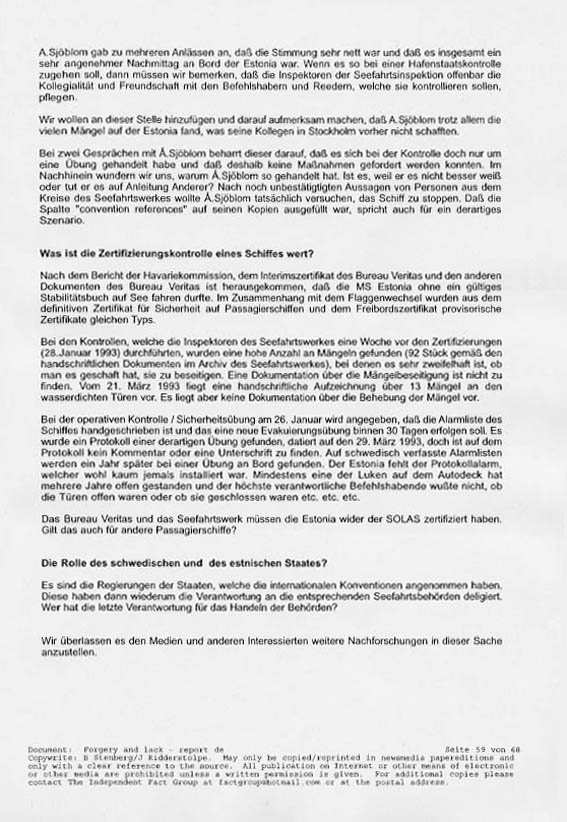 A.Sjöblom gab zu mehreren Anlässen an, daß die Stimmung sehr nett war und daß es insgesamt ein
sehr angenehmer Nachmittag an Bord der Estonia war. Wenn es so bei einer Hafenstaatskontrolle
zugehen soll, dann müssen wir bemerken, daß die Inspektoren der Seefahrtsinspektion offenbar die
Kollegialität und Freundschaft mit den Befehlshabern und Reedern, welche sie kontrollieren sollen,
pflegen.
Wir wollen an dieser Stelle hinzufügen und darauf aufmerksam machen, daß A.Sjöblom trotz allem die
vielen Mängel auf der Estonia fand, was seine Kollegen in Stockholm vorher nicht schafften.
Bei zwei Gesprächen mit Å.Sjöblom beharrt dieser darauf, daß es sich bei der Kontrolle doch nur um
eine Übung gehandelt habe und daß deshalb keine Maßnahmen gefordert werden konnten. Im
Nachhinein wundern wir uns, warum Å.Sjöblom so gehandelt hat. Ist es, weil er es nicht besser weiß
oder tut er es auf Anleitung Anderer? Nach noch unbestätigtigten Aussagen von Personen aus dem
Kreise des Seefahrtswerkes wollte Å.Sjöblom tatsächlich versuchen, das Schiff zu stoppen. Daß die
Spalte "convention references" auf seinen Kopien ausgefüllt war, spricht auch für ein derartiges
Szenario.
Was ist die Zertifizierungskontrolle eines Schiffes wert?
Nach dem Bericht der Havariekommission, dem Interimszertifikat des Bureau Veritas und den anderen
Dokumenten des Bureau Veritas ist herausgekommen, daß die MS Estonia ohne ein gültiges
Stabilitätsbuch auf See fahren durfte. Im Zusammenhang mit dem Flaggenwechsel wurden aus dem
definitiven Zertifikat für Sicherheit auf Passagierschiffen und dem Freibordszertifikat provisorische
Zertifikate gleichen Typs.
Bei den Kontrollen, welche die Inspektoren des Seefahrtswerkes eine Woche vor den Zertifizierungen
(28.Januar 1993) durchführten, wurden eine hohe Anzahl an Mängeln gefunden (92 Stück gemäß den
handschriftlichen Dokumenten im Archiv des Seefahrtswerkes), bei denen es sehr zweifelhaft ist, ob
man es geschaft hat, sie zu beseitigen. Eine Dokumentation über die Mängelbeseitigung ist nicht zu
finden. Vom 21. März 1993 liegt eine handschriftliche Aufzeichnung über 13 Mängel an den
wasserdichten Türen vor. Es liegt aber keine Dokumentation über die Behebung der Mängel vor.
Bei der operativen Kontrolle / Sicherheitsübung am 26. Januar wird angegeben, daß die Alarmliste des
Schiffes handgeschrieben ist und das eine neue Evakuierungsübung binnen 30 Tagen erfolgen soll. Es
wurde ein Protokoll einer derartigen Übung gefunden, datiert auf den 29. März 1993, doch ist auf dem
Protokoll kein Kommentar oder eine Unterschrift zu finden. Auf schwedisch verfasste Alarmlisten
werden ein Jahr später bei einer Übung an Bord gefunden. Der Estonia fehlt der Protokollalarm,
welcher wohl kaum jemals installiert war. Mindestens eine der Luken auf dem Autodeck hat
mehrere Jahre offen gestanden und der höchste verantwortliche Befehlshabende wußte nicht, ob
die Türen offen waren oder ob sie geschlossen waren etc. etc. etc.
Das Bureau Veritas und das Seefahrtswerk müssen die Estonia wider der SOLAS zertifiziert haben.
Gilt das auch für andere Passagierschiffe?
Die Rolle des schwedischen und des estnischen Staates?
Es sind die Regierungen der Staaten, welche die internationalen Konventionen angenommen haben.
Diese haben dann wiederum die Verantwortung an die entsprechenden Seefahrtsbehörden deligiert.
Wer hat die letzte Verantwortung für das Handeln der Behörden?
Wir überlassen es den Medien und anderen Interessierten weitere Nachforschungen in dieser Sache
anzustellen.
Document: Forgery and lack - report de Seite 59 von 68
Copywrite: B Stenberg/J Ridderstolpe. May only be copied/reprinted in newsmedia papereditions and
only with a clear reference to the source. All publication on Internet or other means of electronic
or other media are prohibited unless a written permission is given. For additional copies please
contact The Independent Fact Group at factgroup@hotmail.com or at the postal address.